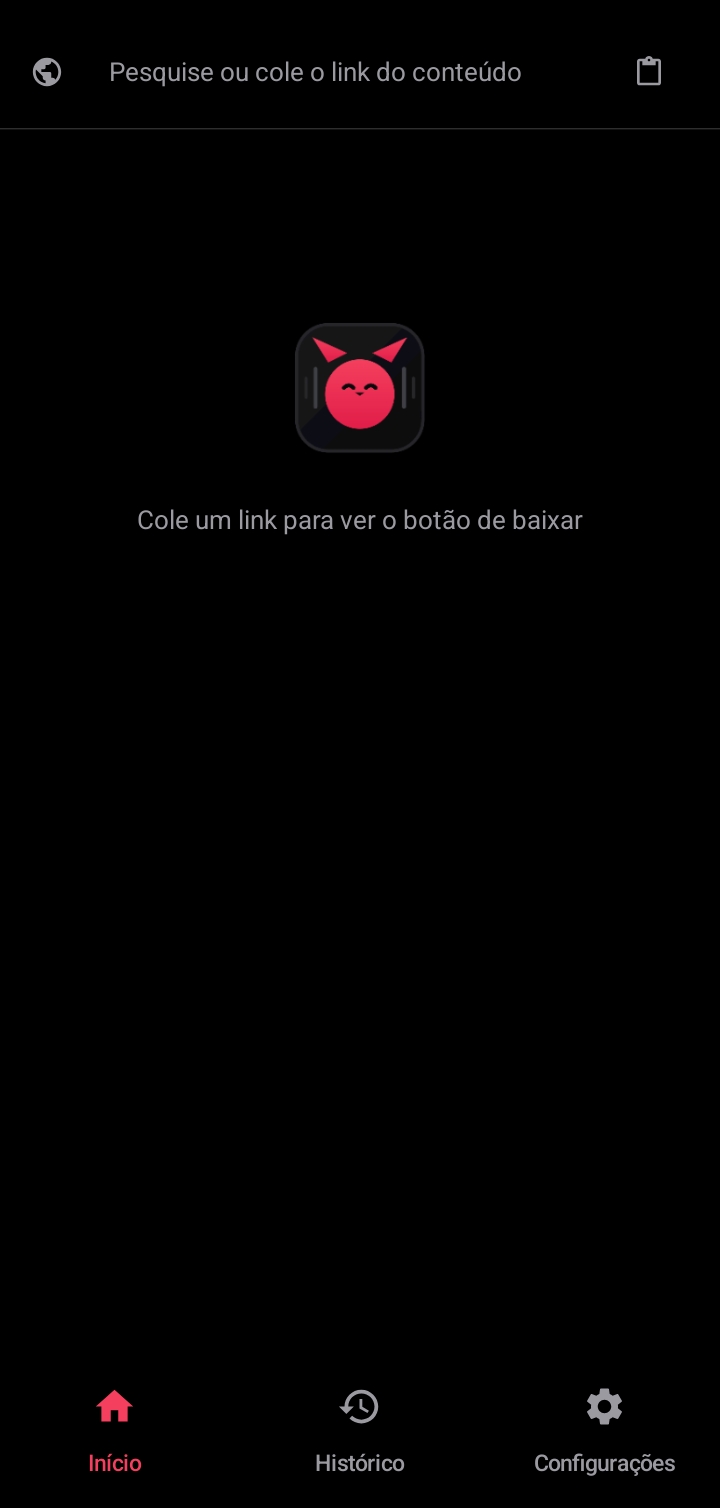 Pesquise ou cole o link do conteúdo
Cole um link para ver o botão de baixar
Início
Histórico
Configurações